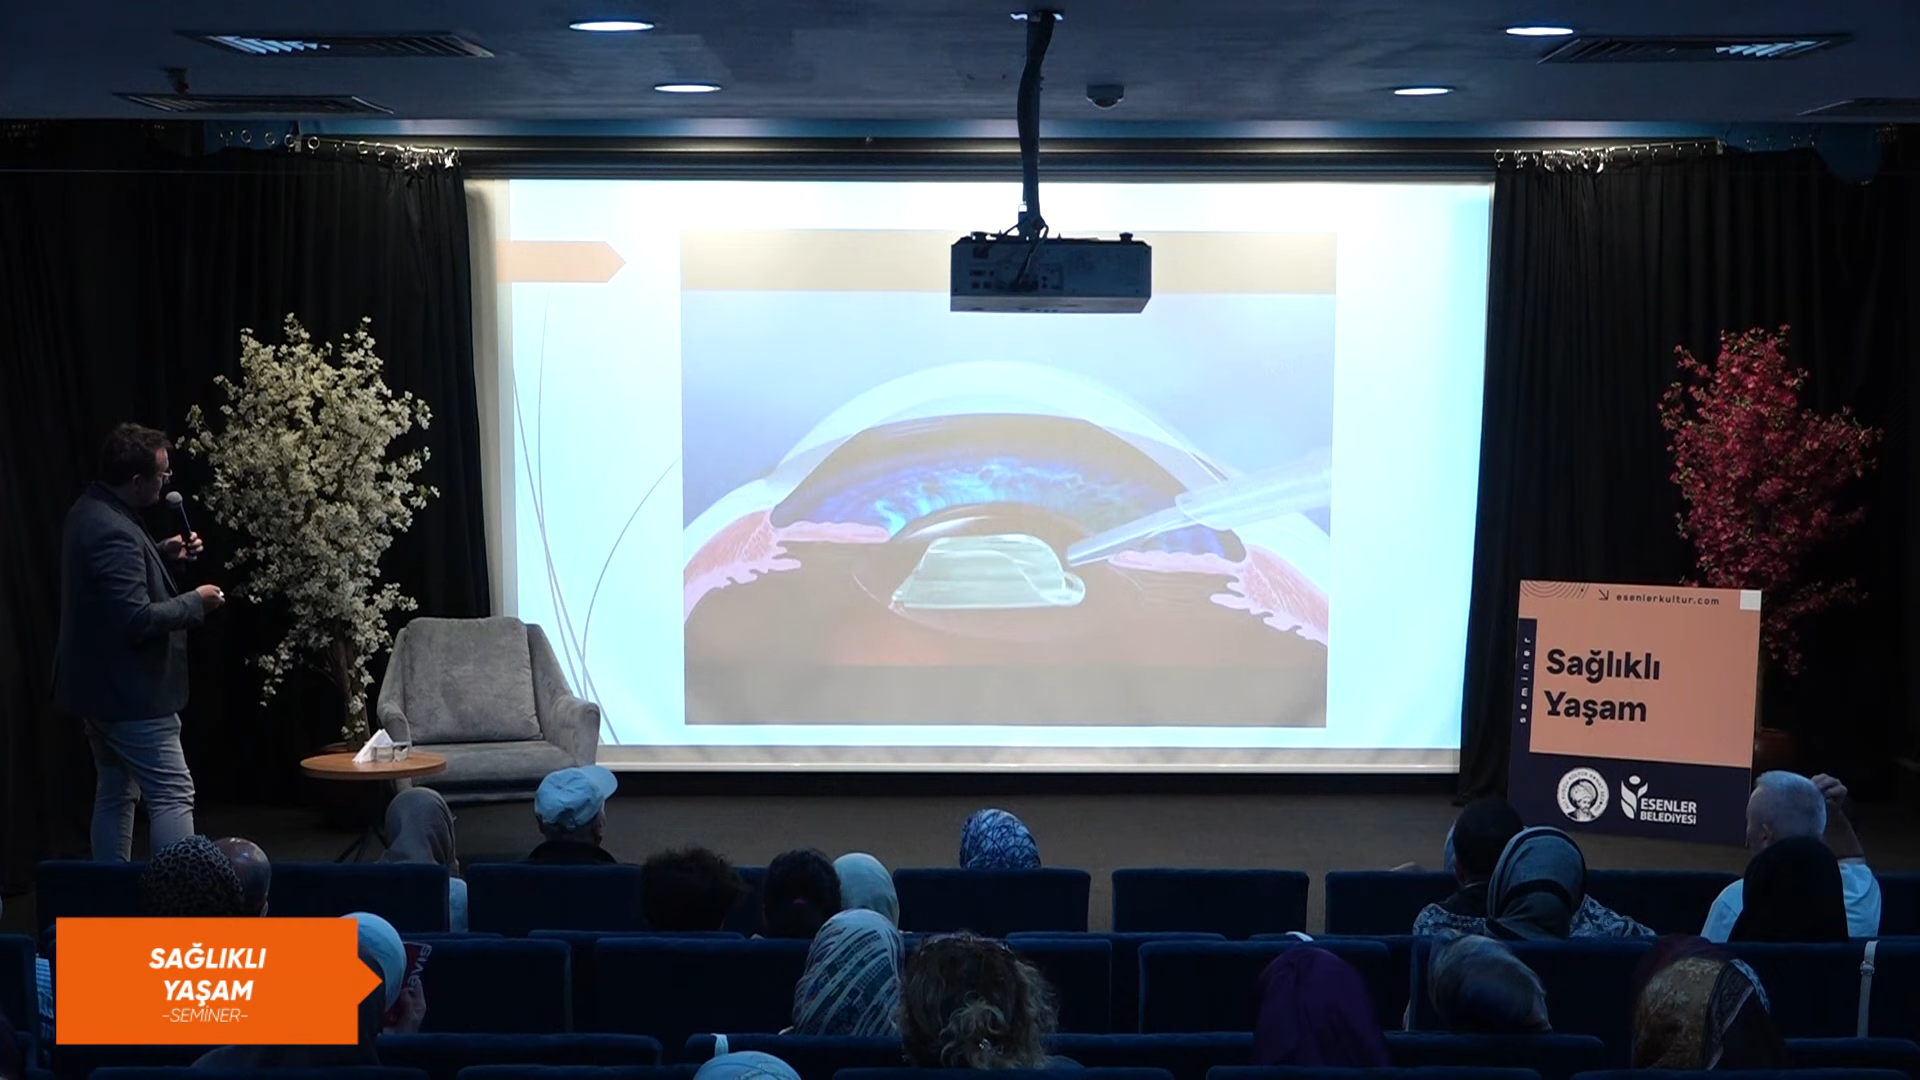 esenlerkultur.com
seminer
Sağlıklı
Yaşam
ESENLER
BELEDİYESİ
SAĞLIKLI
YAŞAM
-SEMİNER-